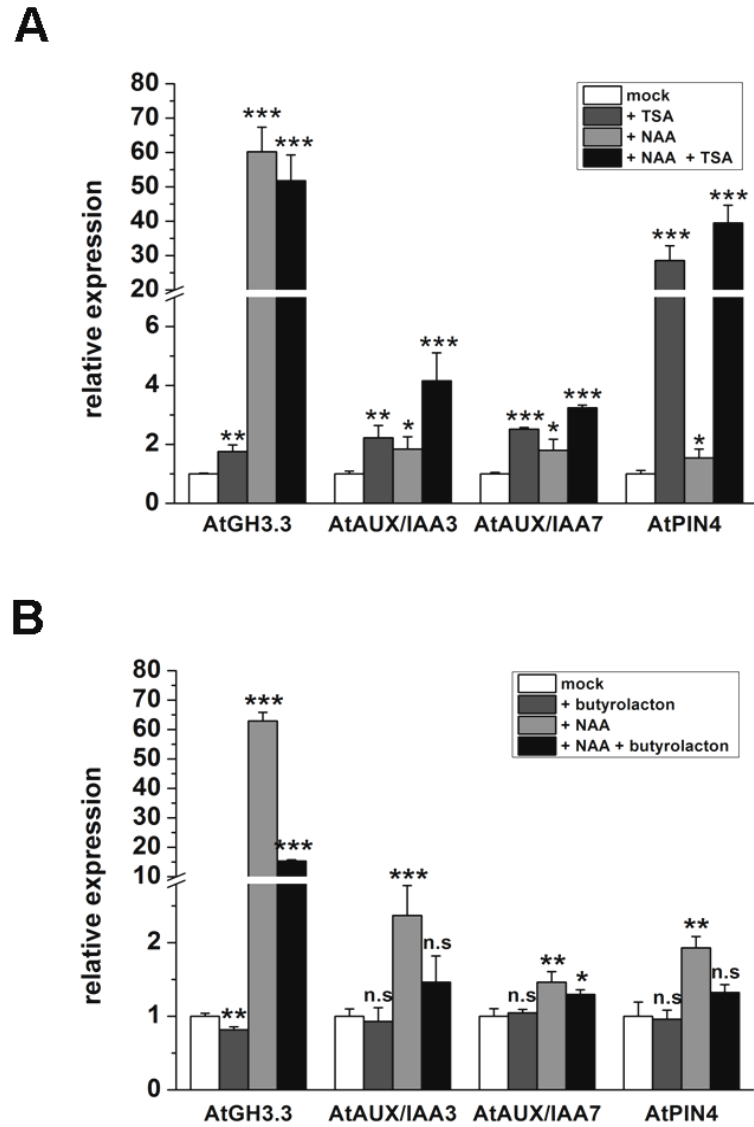 A
80
70
60
50
40
30
20
6
4
2
0
relative expression
mock
+ TSA
+ NAA
+ NAA + TSA
** *** ***
** * ***
*** * ***
*** * ***
AtGH3.3 AtAUX/IAA3 AtAUX/IAA7 AtPIN4
B
80
70
60
50
40
30
20
10
2
1
0
relative expression
mock
+ butyrolacton
+ NAA
+ NAA + butyrolacton
** *** ***
n.s *** n.s
n.s ** *
n.s ** n.s
AtGH3.3 AtAUX/IAA3 AtAUX/IAA7 AtPIN4